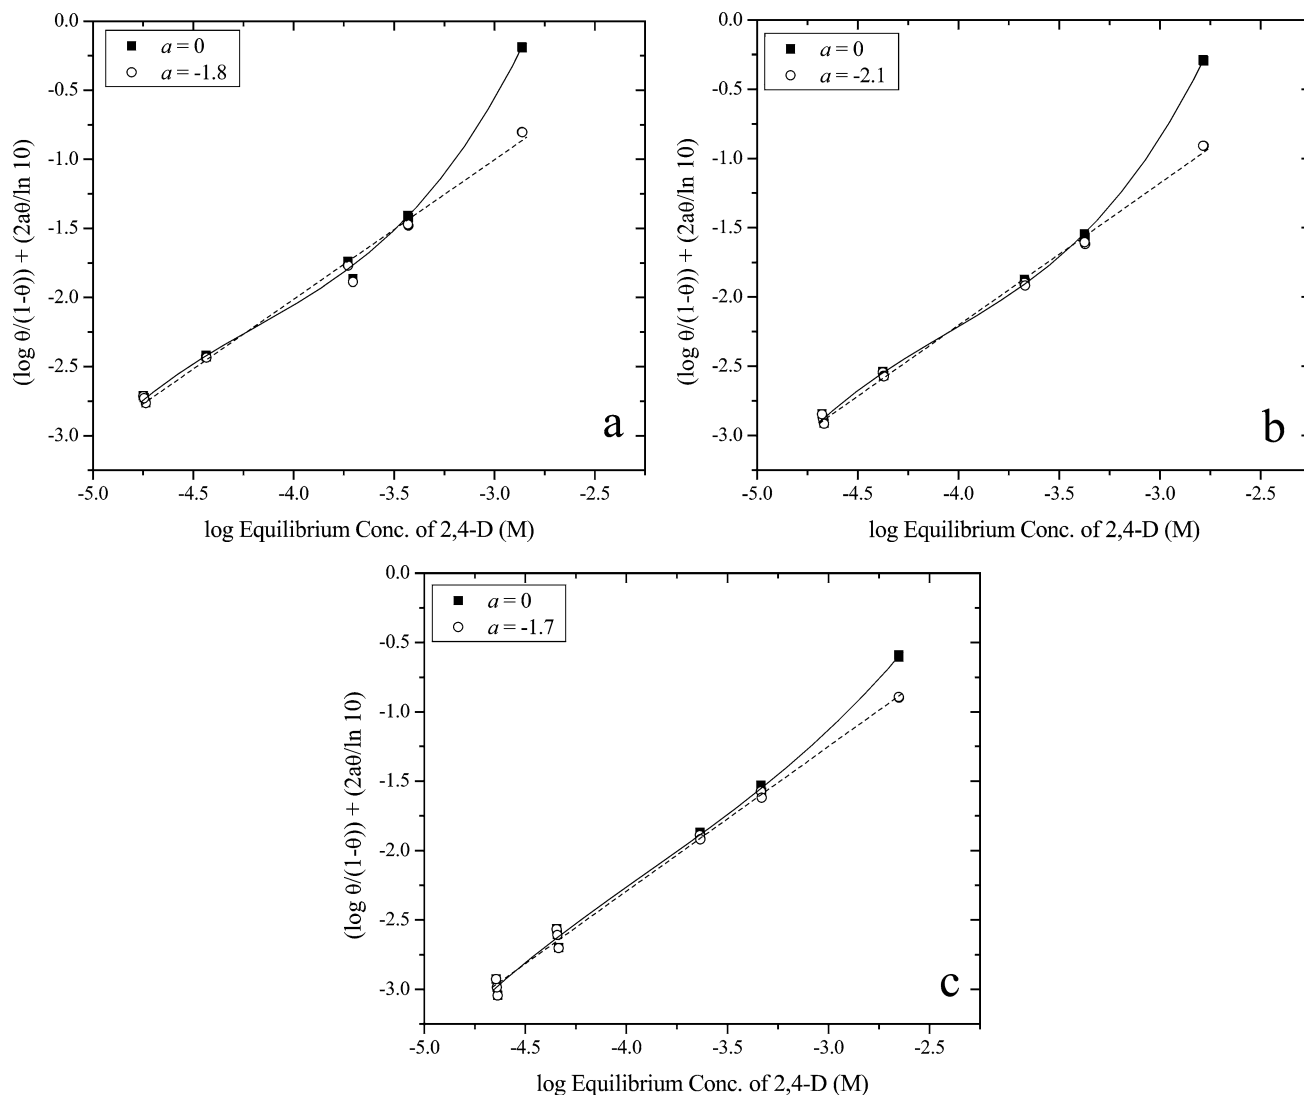 0.0
-0.5
-1.0
-1.5
-2.0
-2.5
-3.0
(log θ/(1-θ)) + (2aθ/ln 10)
a = 0
a = -1.8
a
-5.0 -4.5 -4.0 -3.5 -3.0 -2.5
log Equilibrium Conc. of 2,4-D (M)
0.0
-0.5
-1.0
-1.5
-2.0
-2.5
-3.0
(log θ/(1-θ)) + (2aθ/ln 10)
a = 0
a = -2.1
b
-5.0 -4.5 -4.0 -3.5 -3.0 -2.5
log Equilibrium Conc. of 2,4-D (M)
0.0
-0.5
-1.0
-1.5
-2.0
-2.5
-3.0
(log θ/(1-θ)) + (2aθ/ln 10)
a = 0
a = -1.7
c
-5.0 -4.5 -4.0 -3.5 -3.0 -2.5
log Equilibrium Conc. of 2,4-D (M)